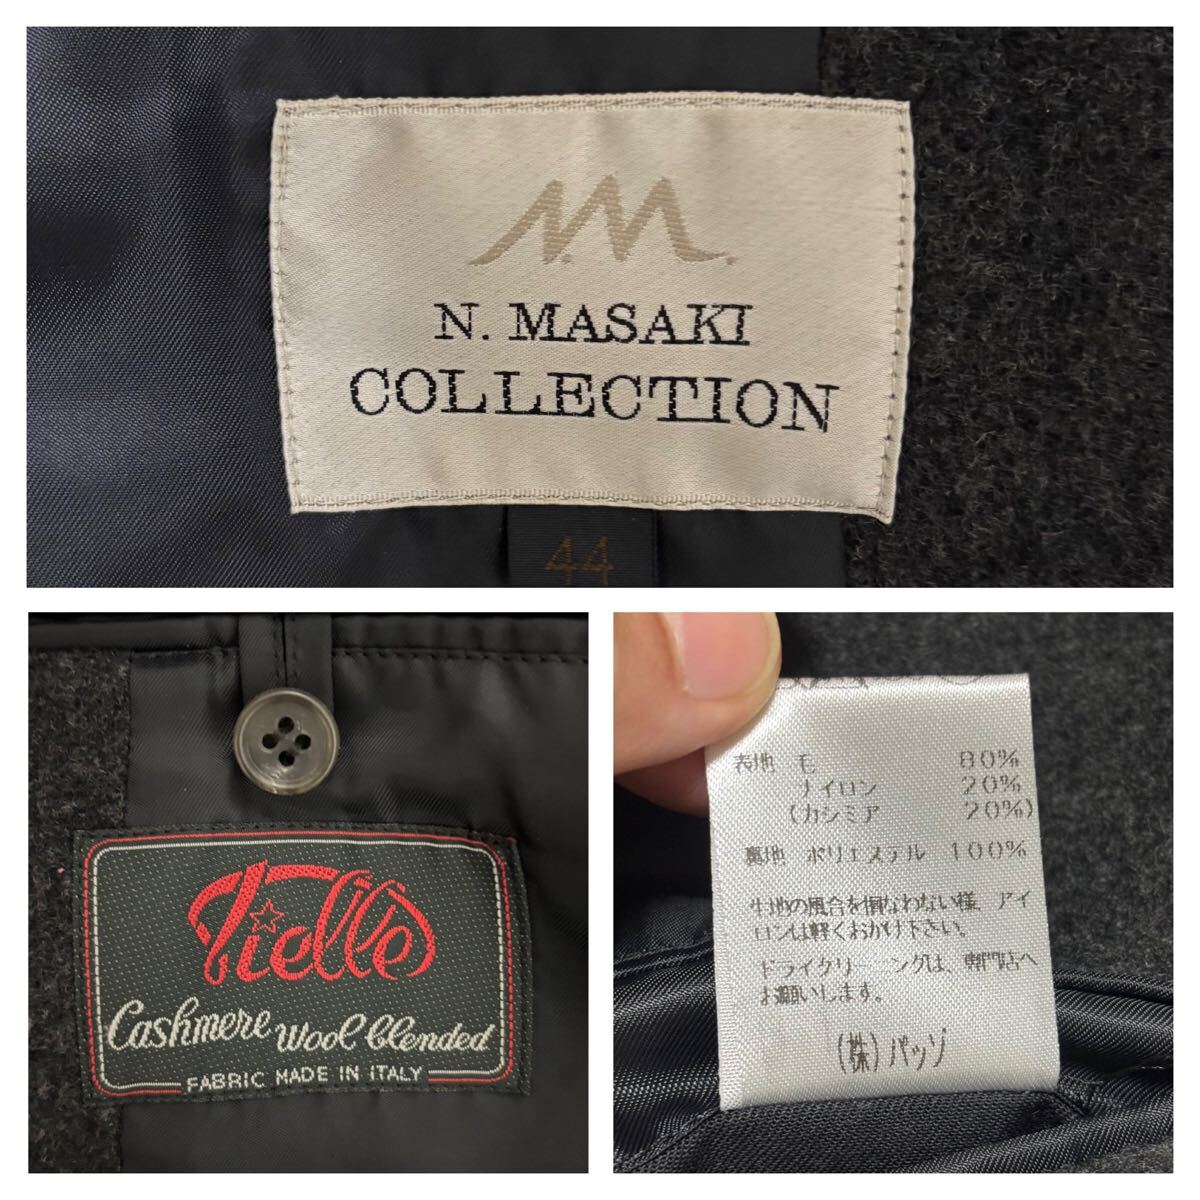 N.M.
N. MASAKI
COLLECTION
44
Tielle
Cashmere Wool blended
FABRIC MADE IN ITALY
表地 毛 80%
ナイロン 20%
(カシミア 20%)
裏地 ポリエステル 100%
生地の風合を損なわない様、アイ
ロンは軽くおかけ下さい。
ドライクリーニングは、専門店へ
お願いします。
(株)パッゾ